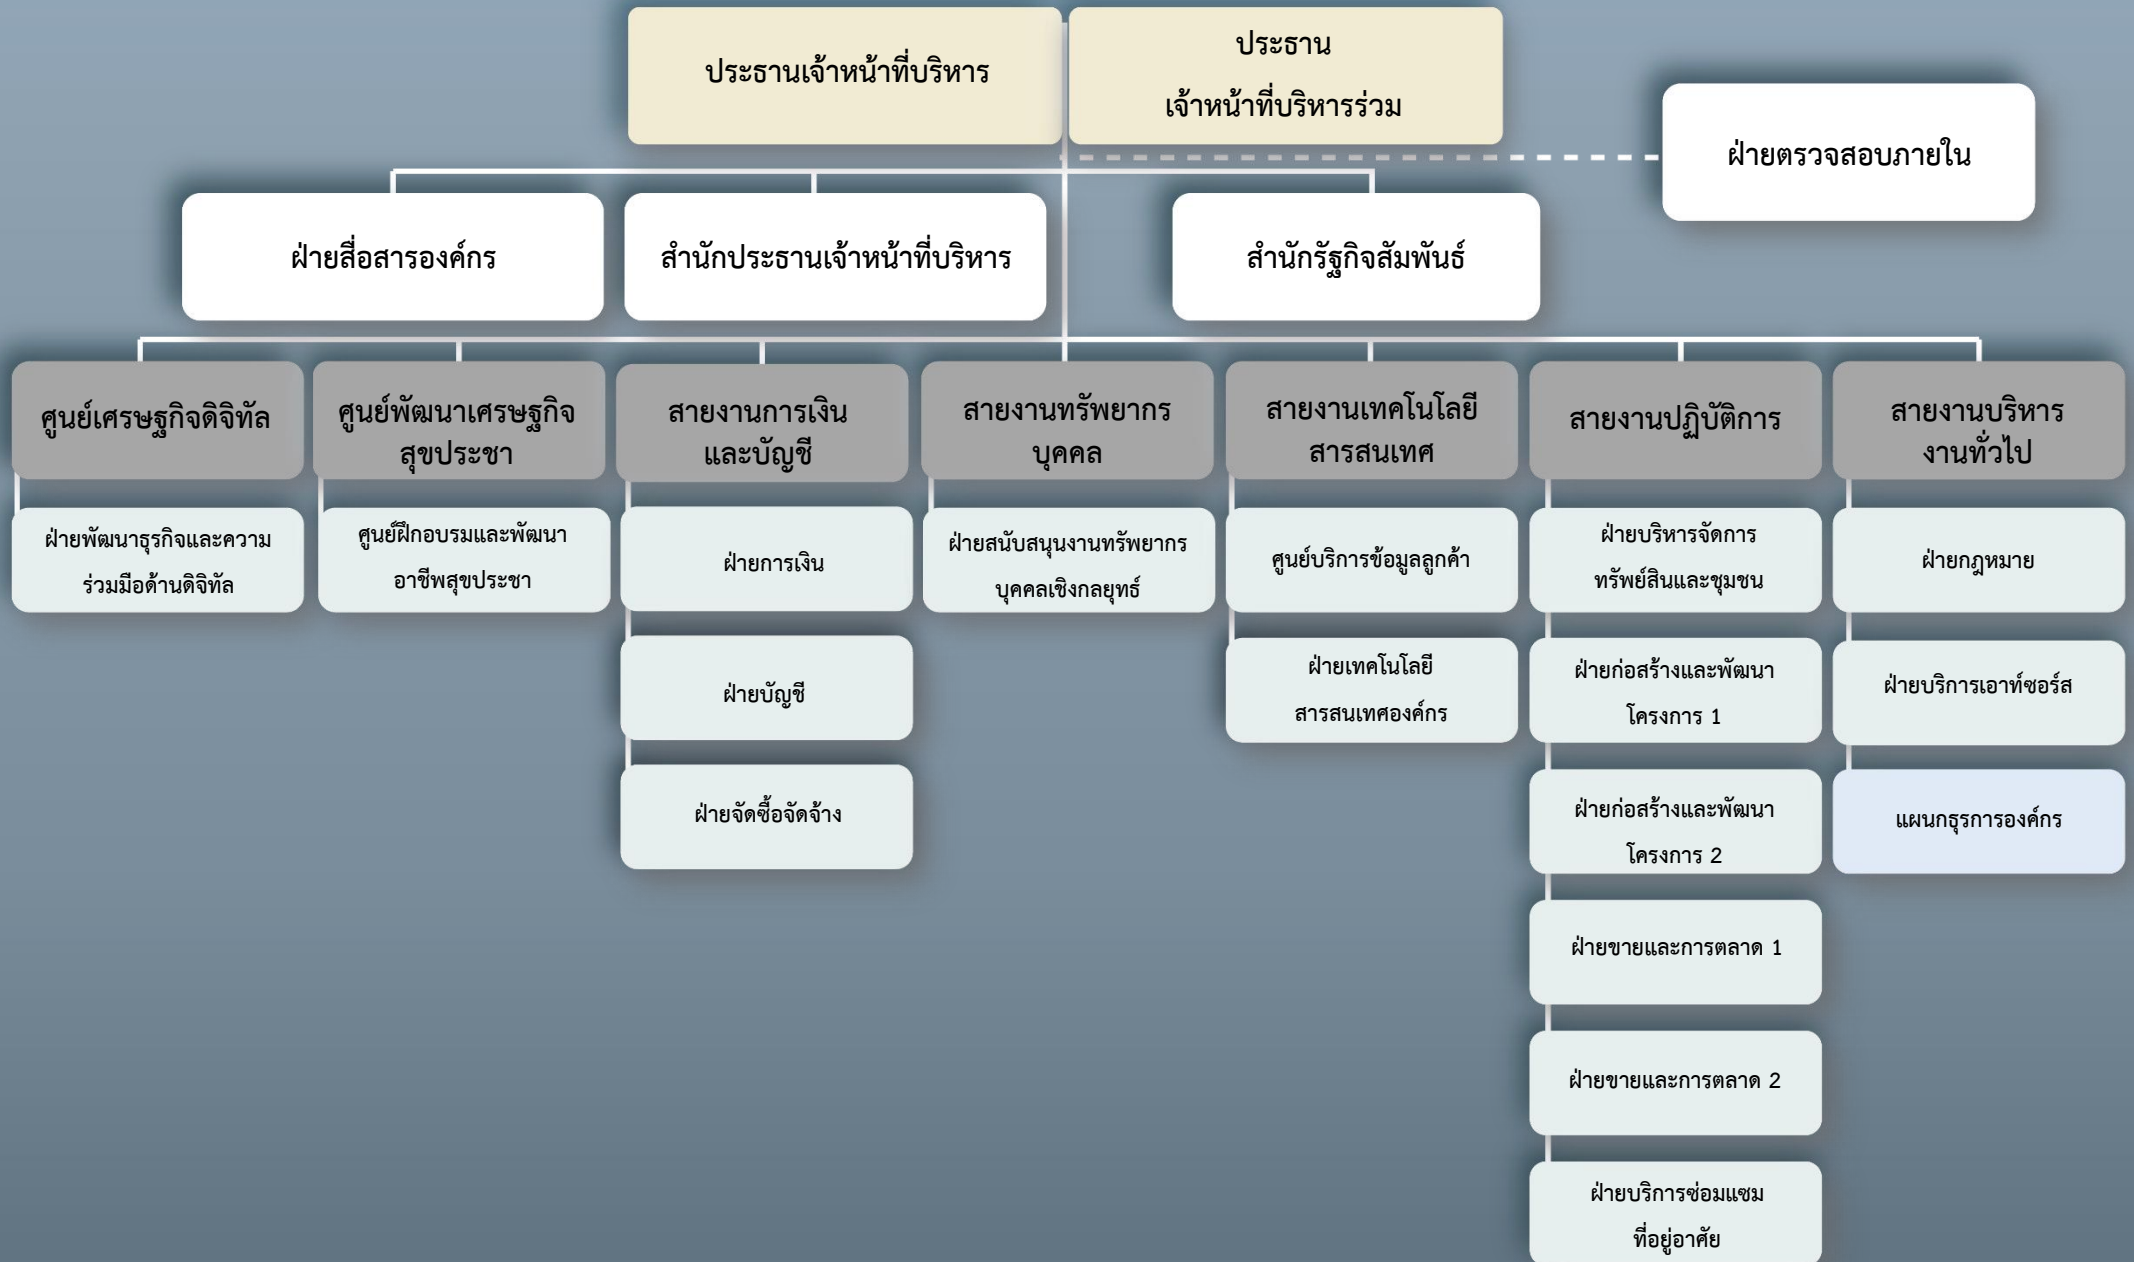 ประธานเจ้าหน้าที่บริหาร
ประธาน
เจ้าหน้าที่บริหารร่วม
ฝ่ายตรวจสอบภายใน
ฝ่ายสื่อสารองค์กร
สำนักประธานเจ้าหน้าที่บริหาร
สำนักรัฐกิจสัมพันธ์
ศูนย์เศรษฐกิจดิจิทัล
ศูนย์พัฒนาเศรษฐกิจ
สุขประชา
สายงานการเงิน
และบัญชี
สายงานทรัพยากร
บุคคล
สายงานเทคโนโลยี
สารสนเทศ
สายงานปฏิบัติการ
สายงานบริหาร
งานทั่วไป
ฝ่ายพัฒนาธุรกิจและความ
ร่วมมือด้านดิจิทัล
ศูนย์ฝึกอบรมและพัฒนา
อาชีพสุขประชา
ฝ่ายการเงิน
ฝ่ายสนับสนุนงานทรัพยากร
บุคคลเชิงกลยุทธ์
ศูนย์บริการข้อมูลลูกค้า
ฝ่ายบริหารจัดการ
ทรัพย์สินและชุมชน
ฝ่ายกฎหมาย
ฝ่ายบัญชี
ฝ่ายเทคโนโลยี
สารสนเทศองค์กร
ฝ่ายก่อสร้างและพัฒนา
โครงการ 1
ฝ่ายบริการเอาท์ซอร์ส
ฝ่ายจัดซื้อจัดจ้าง
ฝ่ายก่อสร้างและพัฒนา
โครงการ 2
แผนกธุรการองค์กร
ฝ่ายขายและการตลาด 1
ฝ่ายขายและการตลาด 2
ฝ่ายบริการซ่อมแซม
ที่อยู่อาศัย